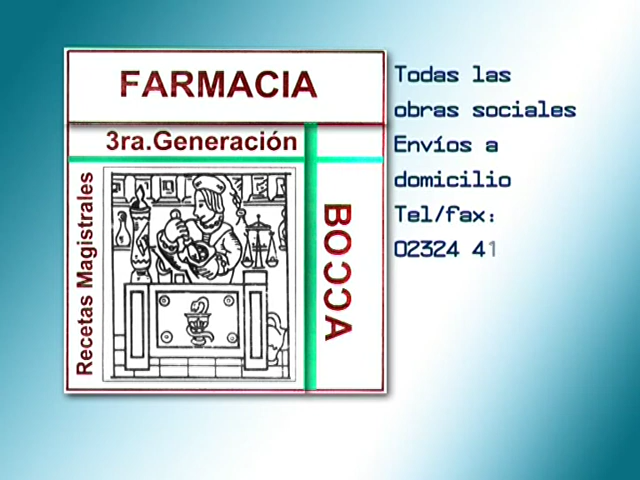 FARMACIA
3ra.Generación
Recetas Magistrales
BOCCA
Todas las
obras sociales
Envíos a
domicilio
Tel/fax:
02324 41